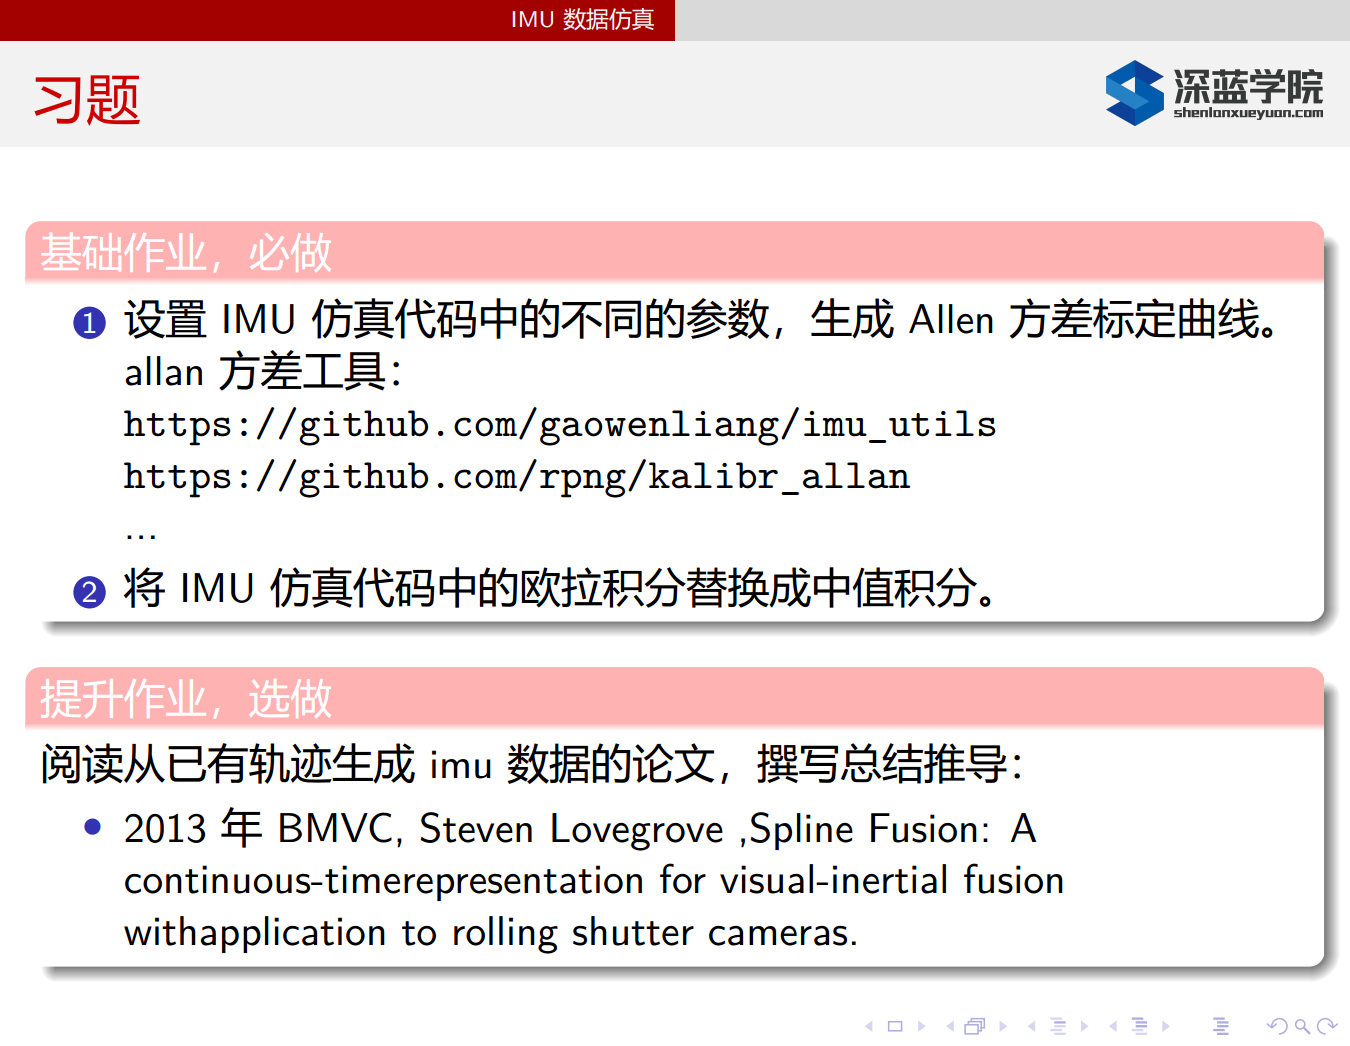 IMU 数据仿真
习题
深蓝学院
shenlanxueyuan.com
基础作业，必做
1 设置 IMU 仿真代码中的不同的参数，生成 Allen 方差标定曲线。
allan 方差工具：
https://github.com/gaowenliang/imu_utils
https://github.com/rpng/kalibr_allan
...
2 将 IMU 仿真代码中的欧拉积分替换成中值积分。
提升作业，选做
阅读从已有轨迹生成 imu 数据的论文，撰写总结推导：
• 2013 年 BMVC, Steven Lovegrove ,Spline Fusion: A
continuous-timerepresentation for visual-inertial fusion
withapplication to rolling shutter cameras.